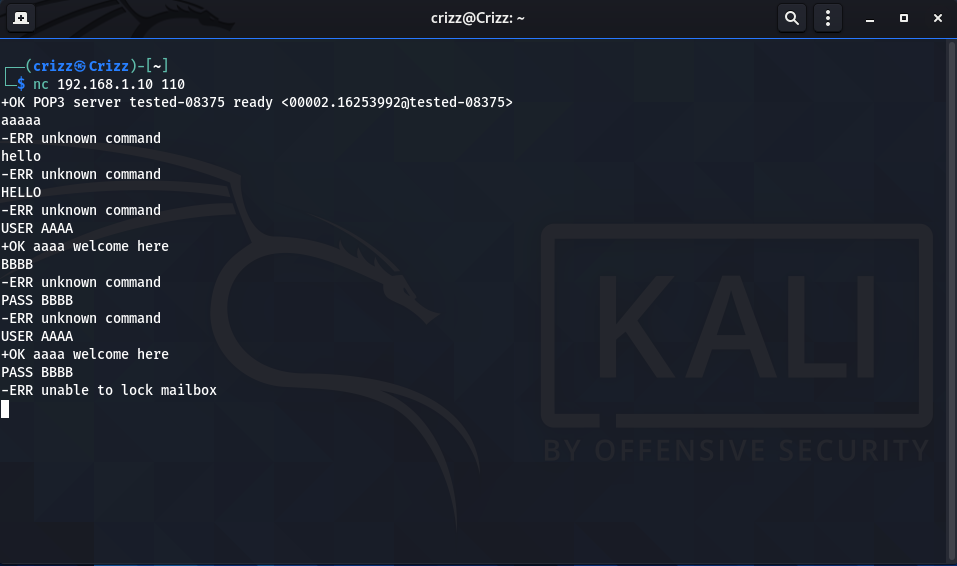 crizz@Crizz: ~
┌──(crizz㉿Crizz)-[~]
└─$ nc 192.168.1.10 110
+OK POP3 server tested-08375 ready <00002.16253992@tested-08375>
aaaaa
-ERR unknown command
hello
-ERR unknown command
HELLO
-ERR unknown command
USER AAAA
+OK aaaa welcome here
BBBB
-ERR unknown command
PASS BBBB
-ERR unknown command
USER AAAA
+OK aaaa welcome here
PASS BBBB
-ERR unable to lock mailbox
KALI
BY OFFENSIVE SECURITY